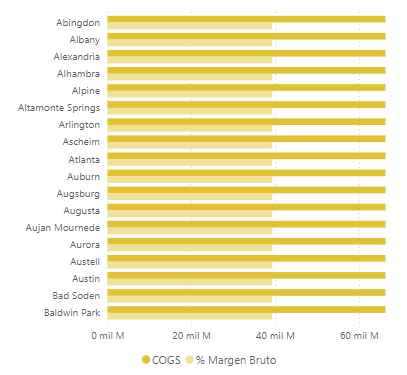 Abingdon
Albany
Alexandria
Alhambra
Alpine
Altamonte Springs
Arlington
Ascheim
Atlanta
Auburn
Augsburg
Augusta
Aujan Mournede
Aurora
Austell
Austin
Bad Soden
Baldwin Park
0 mil M 20 mil M 40 mil M 60 mil M
COGS % Margen Bruto